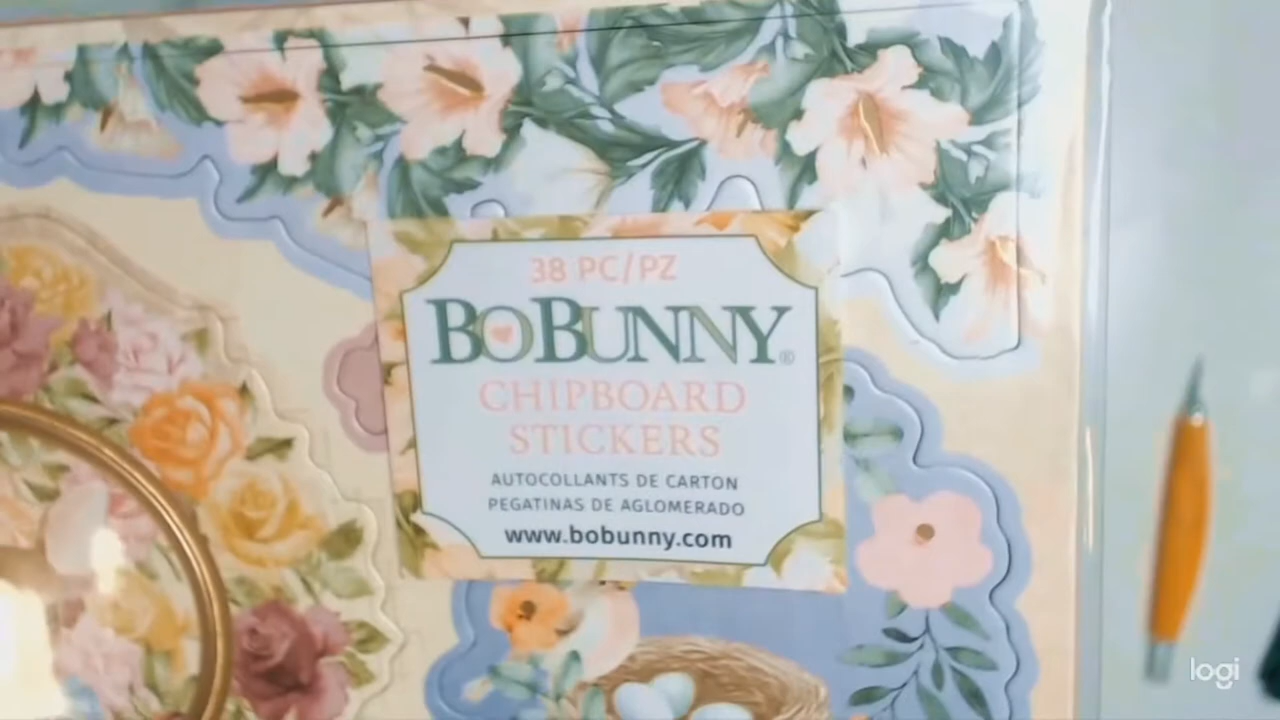 38 PC/PZ
BOBUNNY®
CHIPBOARD
STICKERS
AUTOCOLLANTS DE CARTON
PEGATINAS DE AGLOMERADO
www.bobunny.com
logi